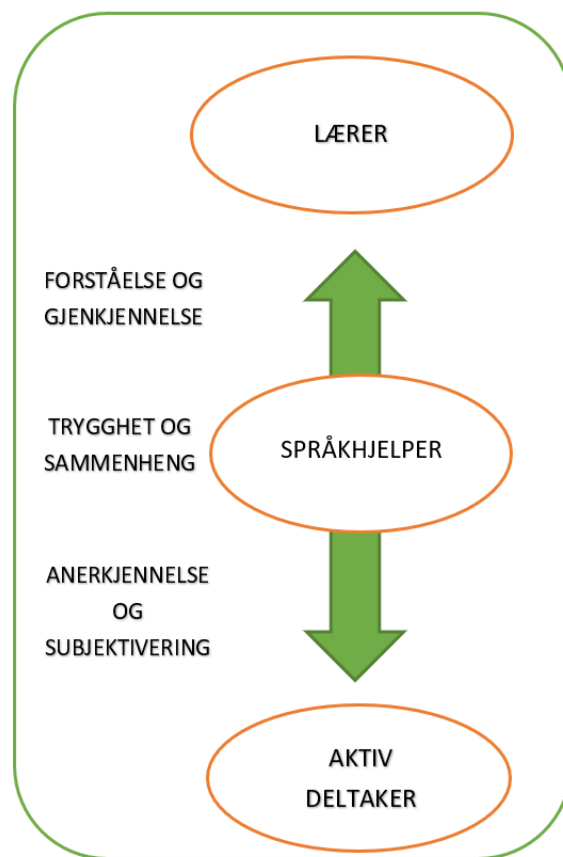 LÆRER
FORSTÅELSE OG
GJENKJENNELSE
TRYGGHET OG
SAMMENHENG
SPRÅKHJELPER
ANERKJENNELSE
OG
SUBJEKTIVERING
AKTIV
DELTAKER